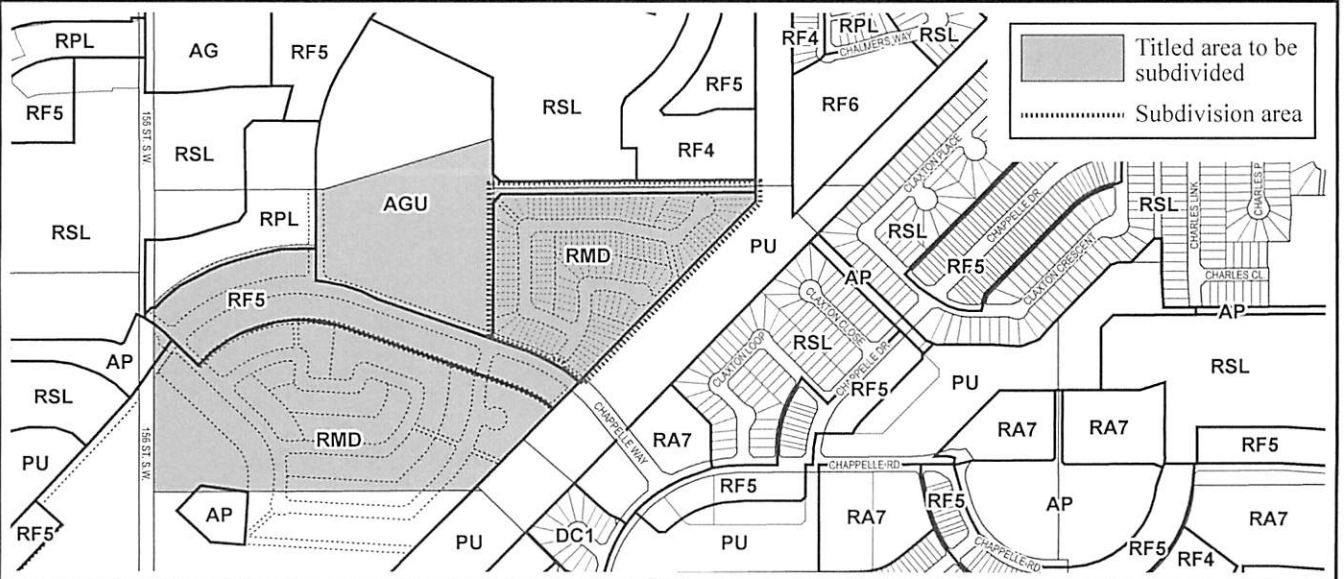 RPL
AG
RF5
RF4
RPL
RSL
CHALMERS WAY
Titled area to be
subdivided
Subdivision area
RF5
156 ST. S.W.
RSL
RSL
RF5
RF4
RF6
CLAXTON PLACE
RSL
RPL
AGU
RMD
PU
RSL
CHAPPELLE DR
RSL
CHARLES LINK
RF5
CLAXTON CRESCENT
CHARLES CL
RF5
AP
AP
CLAXTON CLOSE
RSL
CLAXTON LOOP
CHAPPELLE DR
RSL
AP
RSL
RF5
PU
CHAPPELLE WAY
RA7
RA7
RA7
RMD
156 ST. S.W.
PU
CHAPPELLE RD
RF5
RF5
RF5
AP
RA7
RA7
AP
RF5
PU
DC1
PU
CHAPPELLE RD
RF5
RF4